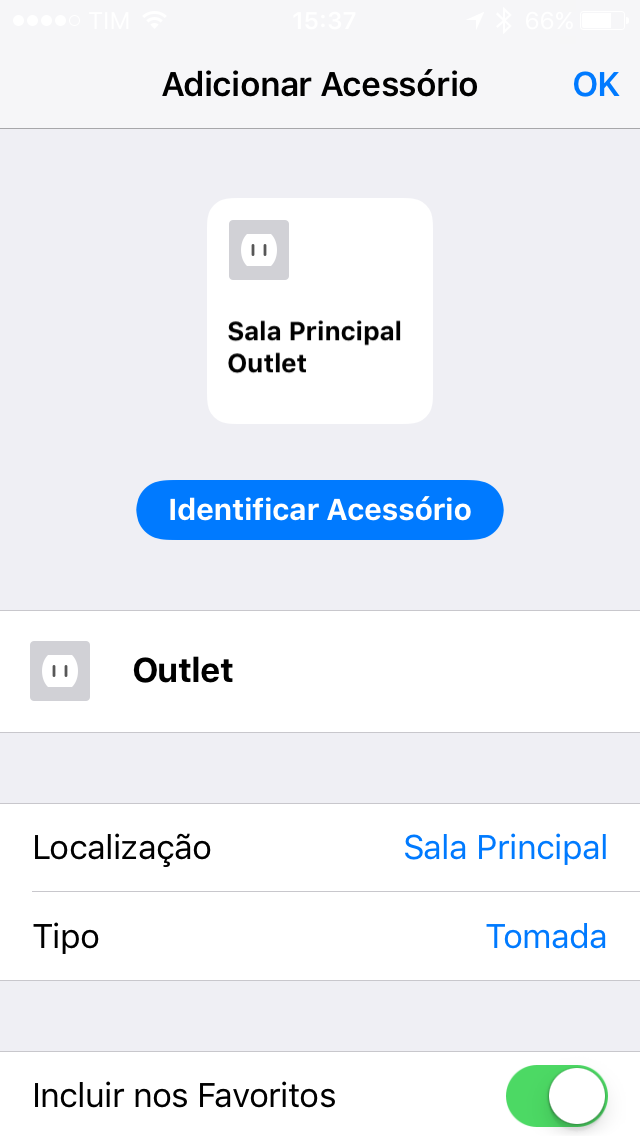 TIM 15:37 66%
Adicionar Acessório OK
Sala Principal
Outlet
Identificar Acessório
Outlet
Localização Sala Principal
Tipo Tomada
Incluir nos Favoritos